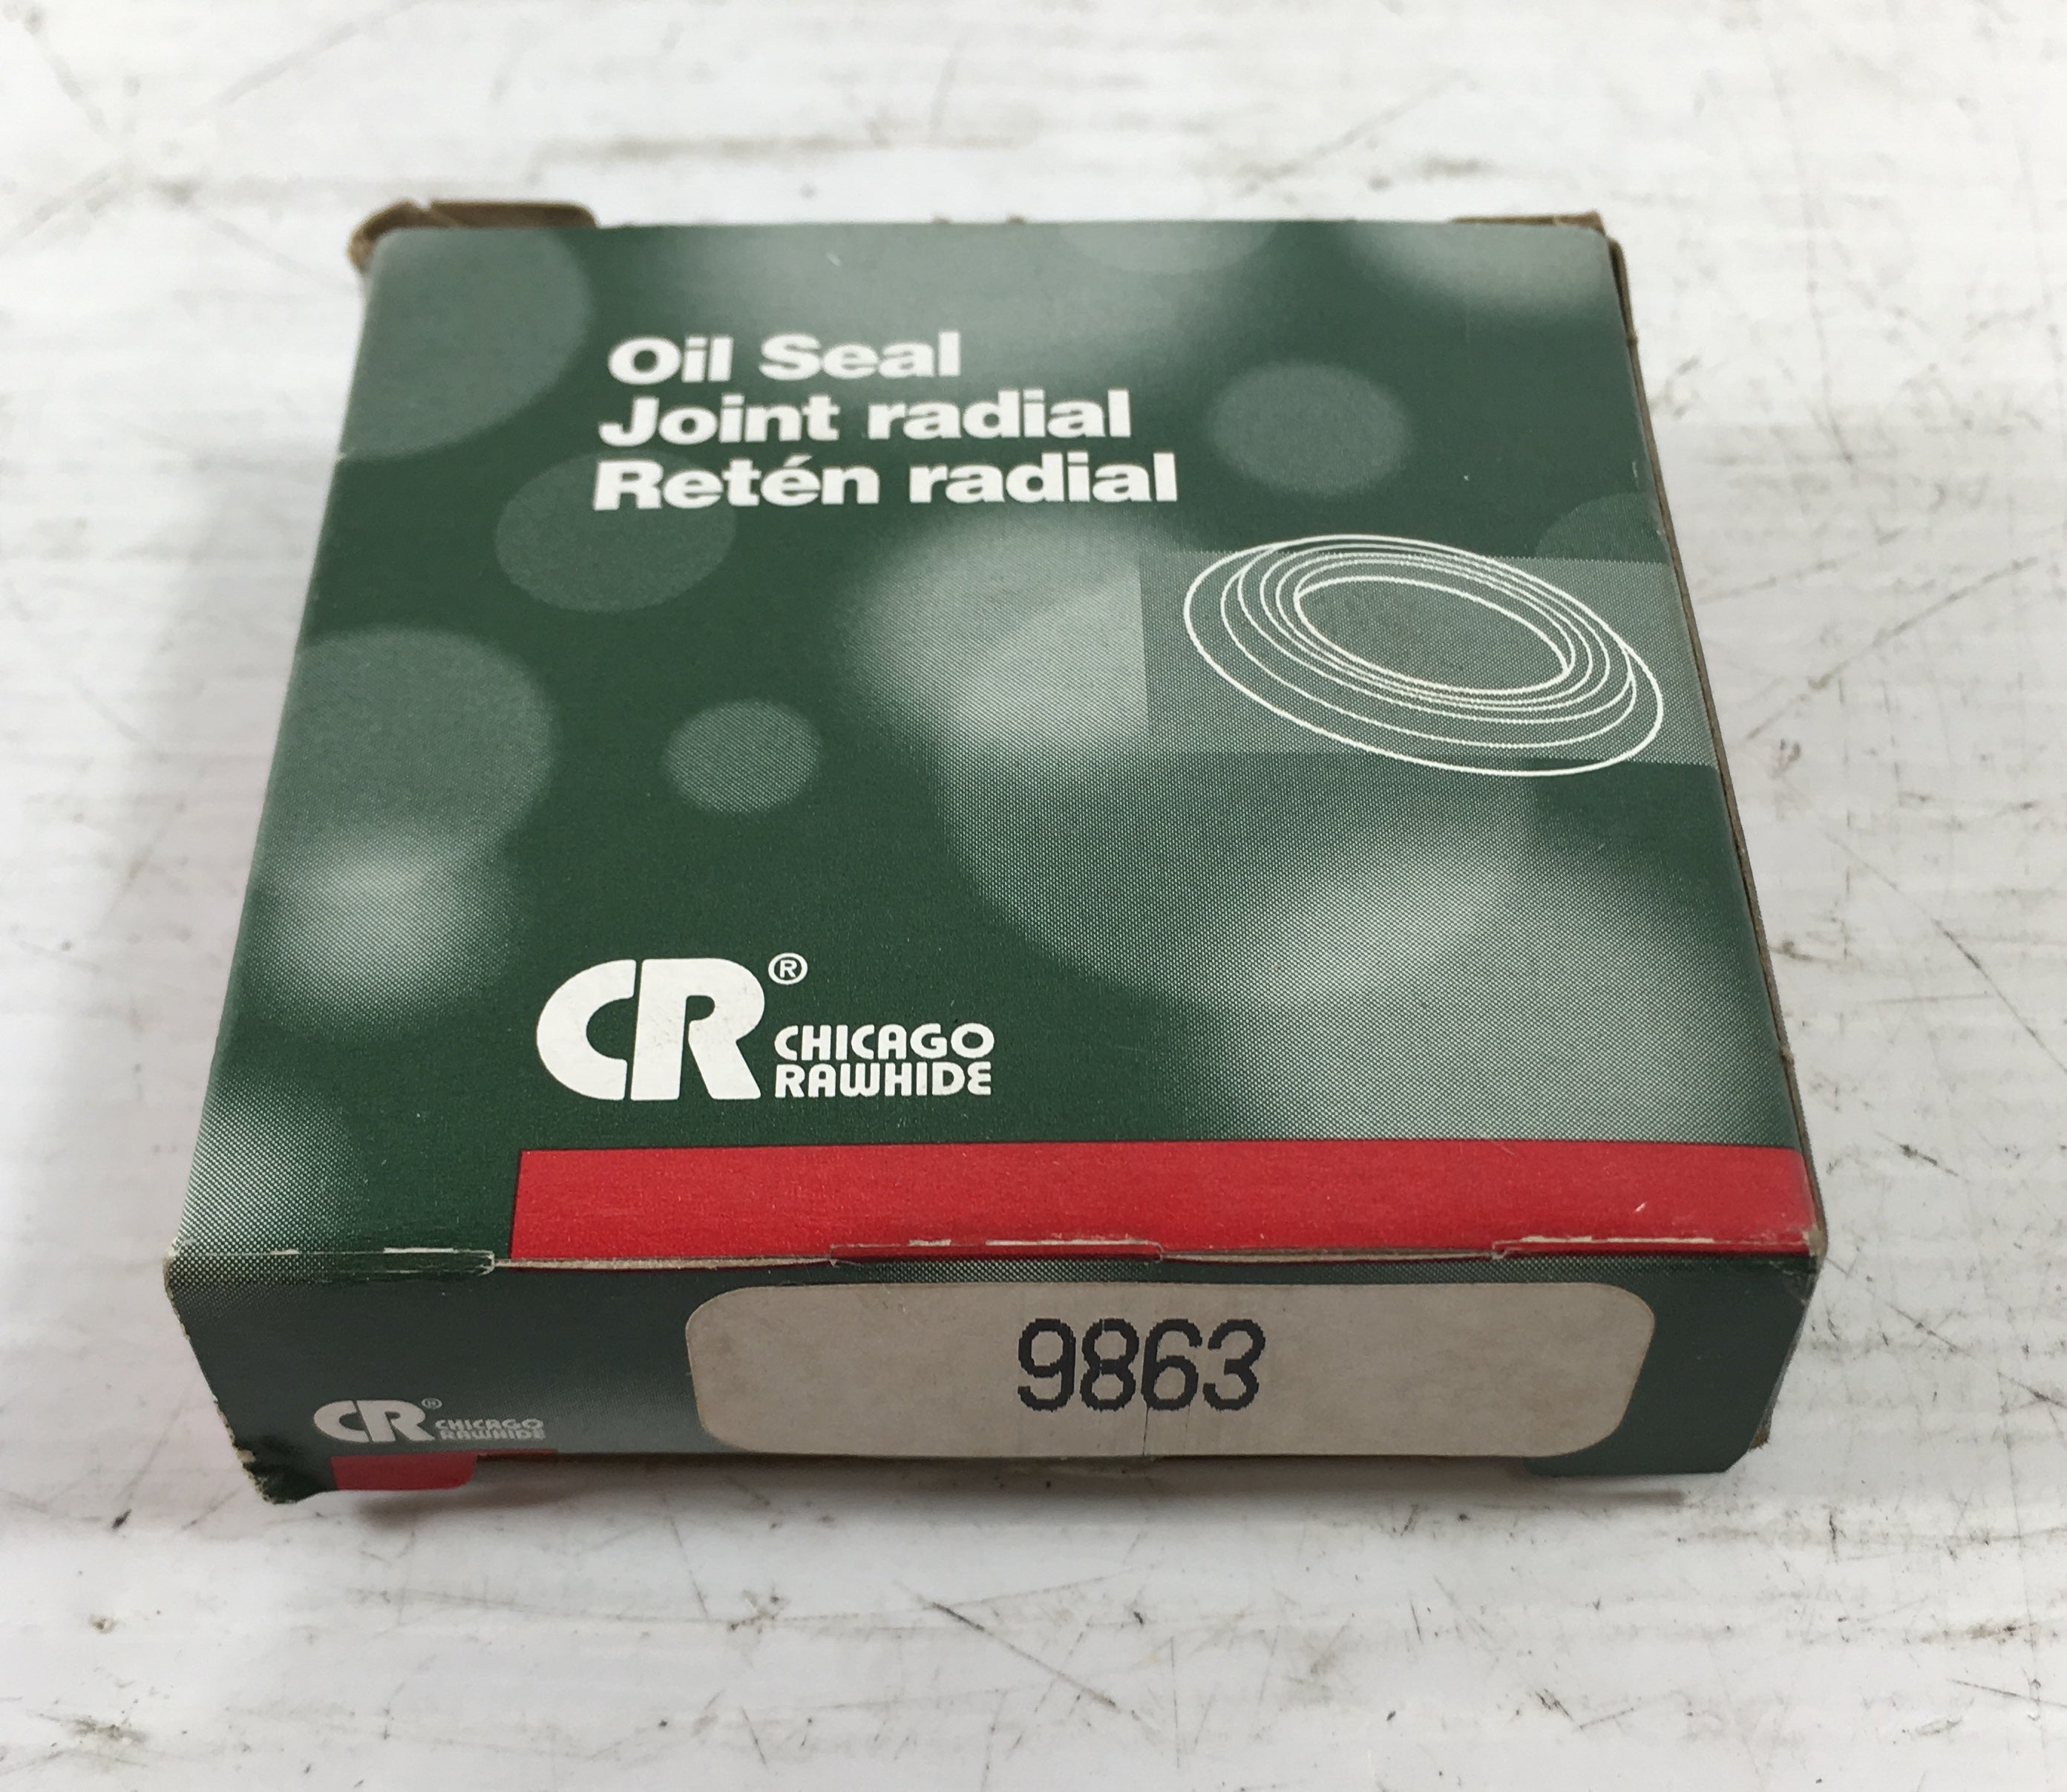 Oil Seal
Joint radial
Retén radial
CR® CHICAGO
RAWHIDE
9863
CR® CHICAGO
RAWHIDE